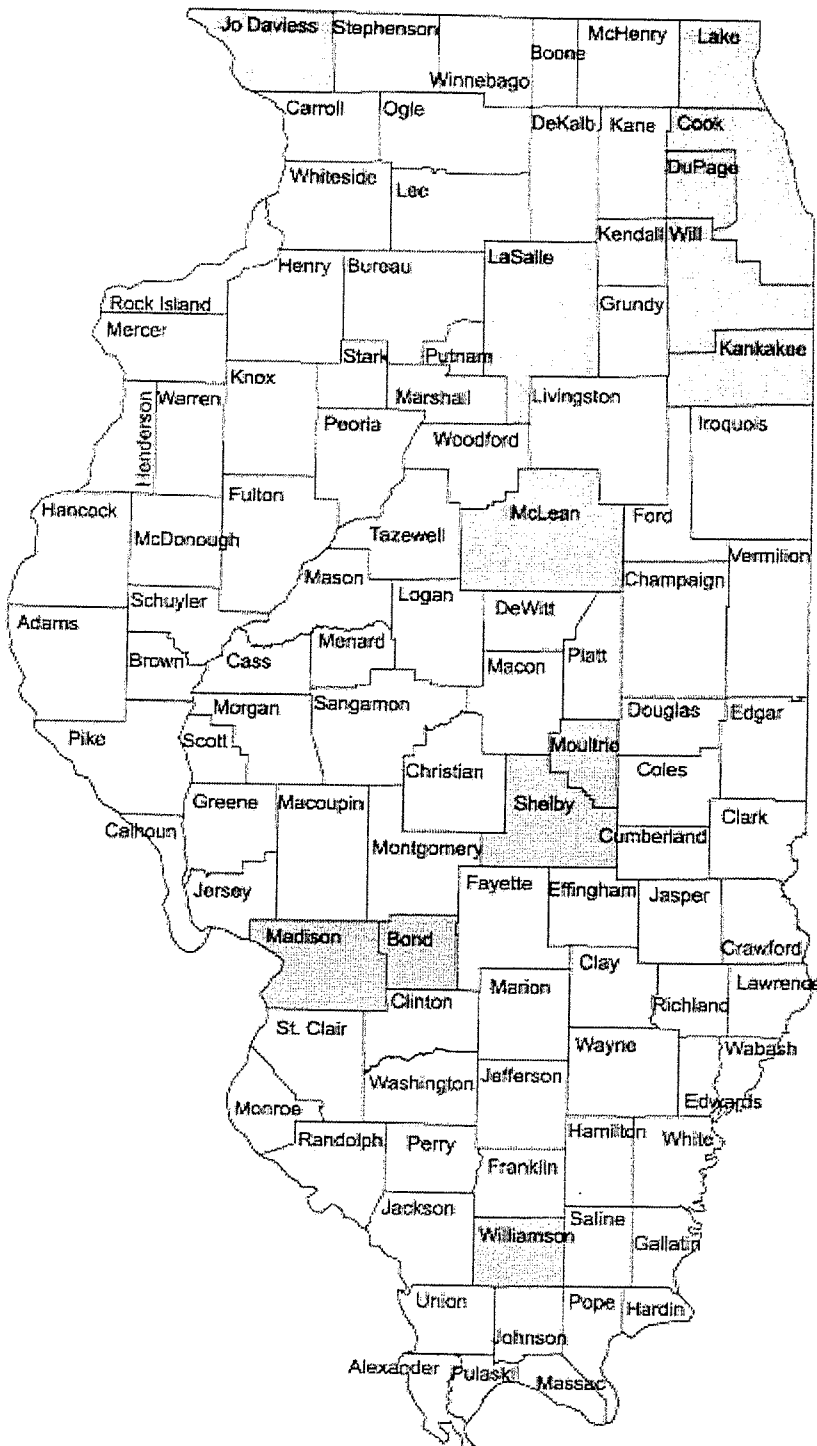 Jo Daviess
Stephenson
Winnebago
Boone
McHenry
Lake
Carroll
Ogle
DeKalb
Kane
Cook
DuPage
Whiteside
Lee
Kendall
Will
Rock Island
Henry
Bureau
LaSalle
Grundy
Mercer
Stark
Putnam
Kankakee
Henderson
Warren
Knox
Marshall
Livingston
Peoria
Woodford
Iroquois
Hancock
McDonough
Fulton
Tazewell
McLean
Ford
Vermilion
Mason
Champaign
Schuyler
Logan
DeWitt
Adams
Brown
Cass
Menard
Macon
Piatt
Pike
Morgan
Sangamon
Douglas
Edgar
Scott
Christian
Moultrie
Coles
Greene
Macoupin
Shelby
Clark
Calhoun
Montgomery
Cumberland
Jersey
Fayette
Effingham
Jasper
Crawford
Madison
Bond
Clay
Clinton
Marion
Richland
Lawrence
St. Clair
Wayne
Wabash
Washington
Jefferson
Edwards
Monroe
Randolph
Perry
Hamilton
White
Franklin
Jackson
Williamson
Saline
Gallatin
Union
Johnson
Pope
Hardin
Alexander
Pulaski
Massac